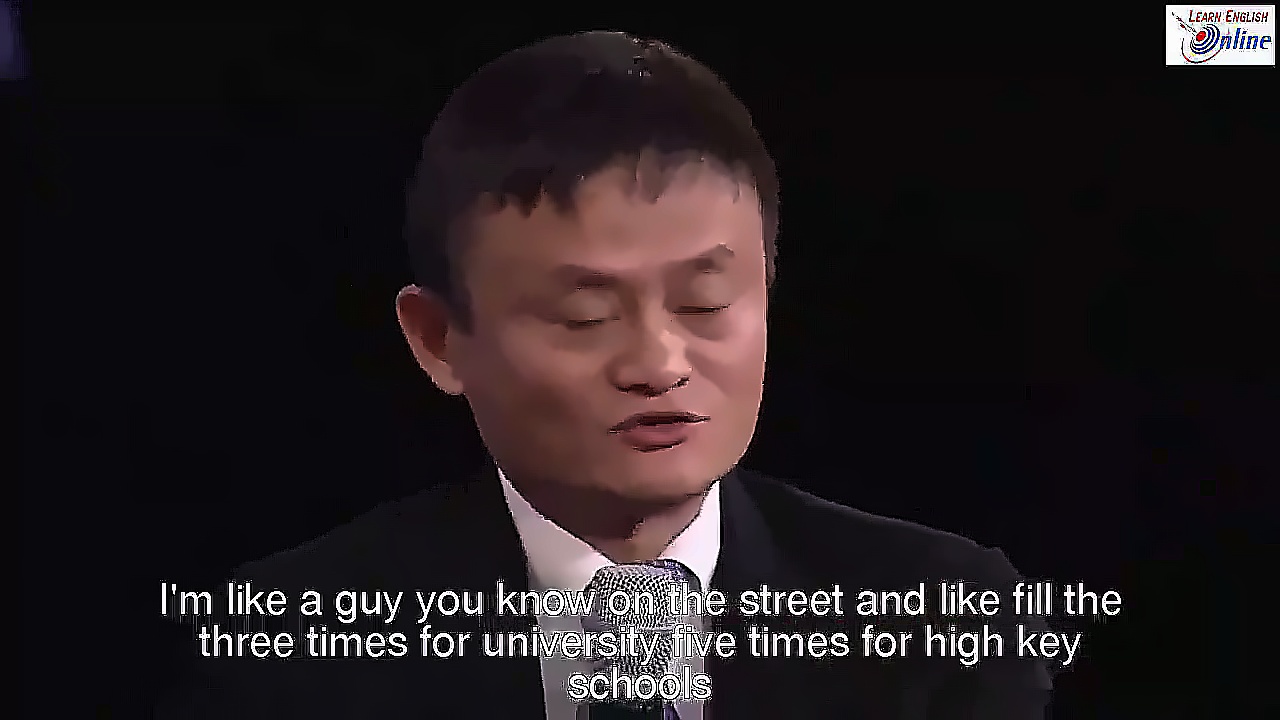 LEARN ENGLISH
Online
I'm like a guy you know on the street and like fill the
three times for university five times for high key
schools